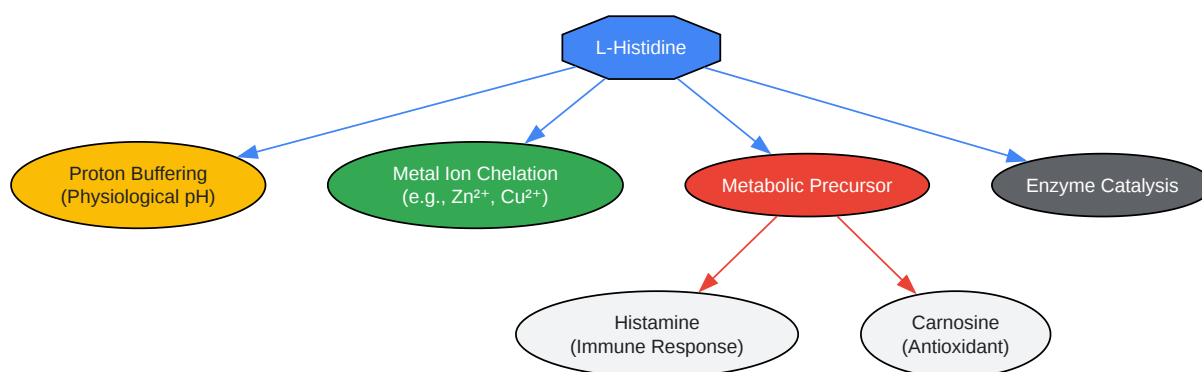 L-Histidine
Proton Buffering
(Physiological pH)
Metal Ion Chelation
(e.g., Zn²⁺, Cu²⁺)
Metabolic Precursor
Enzyme Catalysis
Histamine
(Immune Response)
Carnosine
(Antioxidant)